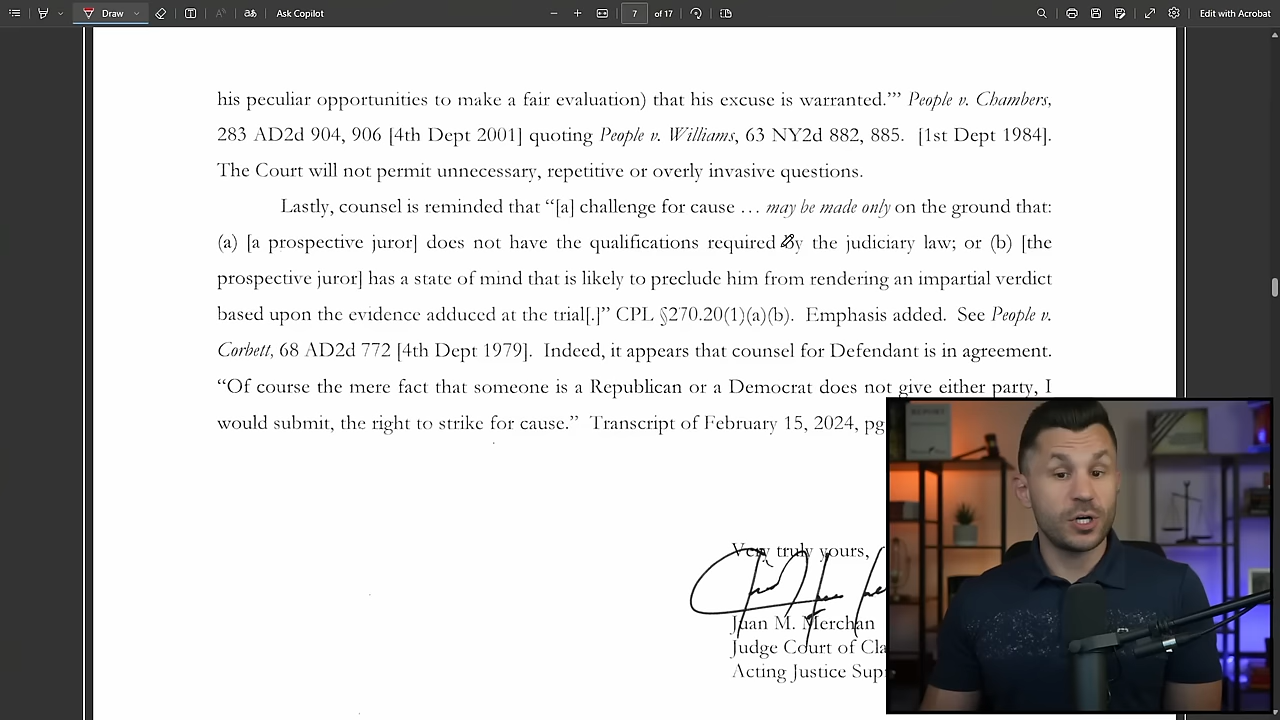 Draw
Ask Copilot
7 of 17
Edit with Acrobat
his peculiar opportunities to make a fair evaluation) that his excuse is warranted.’” People v. Chambers,
283 AD2d 904, 906 [4th Dept 2001] quoting People v. Williams, 63 NY2d 882, 885. [1st Dept 1984].
The Court will not permit unnecessary, repetitive or overly invasive questions.
Lastly, counsel is reminded that “[a] challenge for cause … may be made only on the ground that:
(a) [a prospective juror] does not have the qualifications required by the judiciary law; or (b) [the
prospective juror] has a state of mind that is likely to preclude him from rendering an impartial verdict
based upon the evidence adduced at the trial[.]” CPL §270.20(1)(a)(b). Emphasis added. See People v.
Corbett, 68 AD2d 772 [4th Dept 1979]. Indeed, it appears that counsel for Defendant is in agreement.
“Of course the mere fact that someone is a Republican or a Democrat does not give either party, I
would submit, the right to strike for cause.” Transcript of February 15, 2024, pg
Very truly yours,
Juan M. Merchan
Judge Court of Cla
Acting Justice Sup
REPORT